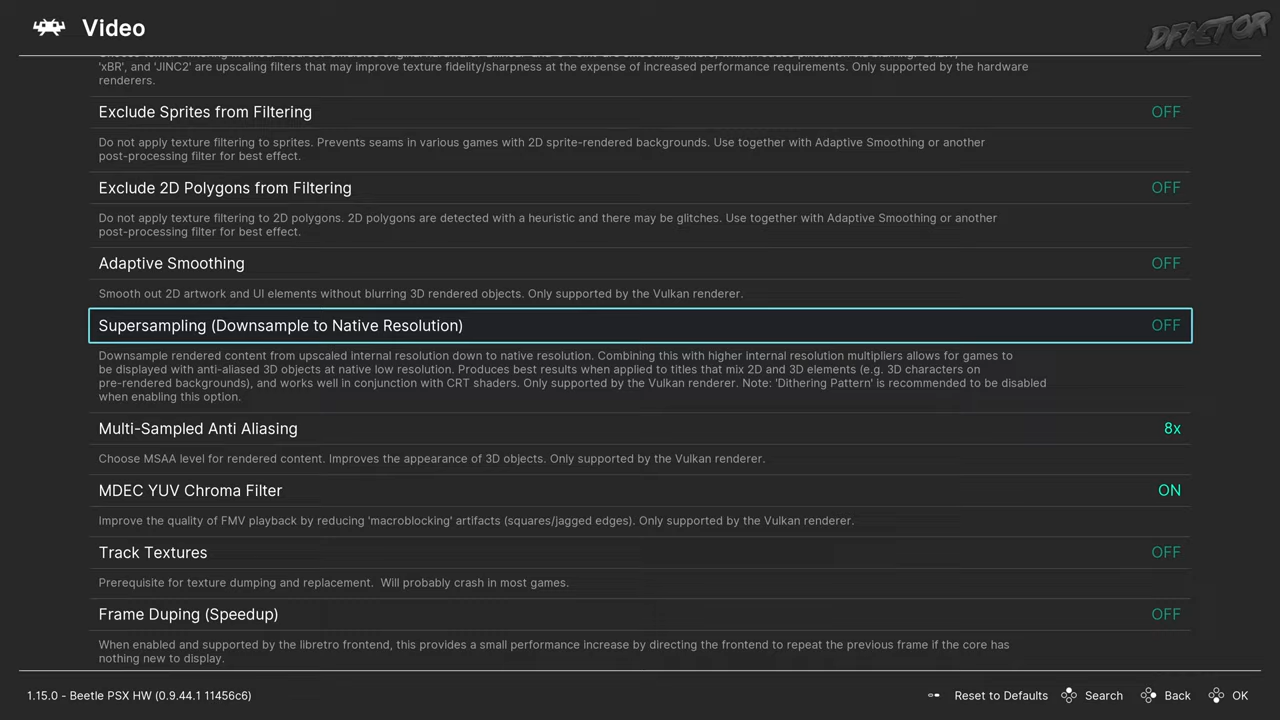 Video
DFACTOR
'xBR', and 'JINC2' are upscaling filters that may improve texture fidelity/sharpness at the expense of increased performance requirements. Only supported by the hardware
renderers.
Exclude Sprites from Filtering OFF
Do not apply texture filtering to sprites. Prevents seams in various games with 2D sprite-rendered backgrounds. Use together with Adaptive Smoothing or another
post-processing filter for best effect.
Exclude 2D Polygons from Filtering OFF
Do not apply texture filtering to 2D polygons. 2D polygons are detected with a heuristic and there may be glitches. Use together with Adaptive Smoothing or another
post-processing filter for best effect.
Adaptive Smoothing OFF
Smooth out 2D artwork and UI elements without blurring 3D rendered objects. Only supported by the Vulkan renderer.
Supersampling (Downsample to Native Resolution) OFF
Downsample rendered content from upscaled internal resolution down to native resolution. Combining this with higher internal resolution multipliers allows for games to
be displayed with anti-aliased 3D objects at native low resolution. Produces best results when applied to titles that mix 2D and 3D elements (e.g. 3D characters on
pre-rendered backgrounds), and works well in conjunction with CRT shaders. Only supported by the Vulkan renderer. Note: 'Dithering Pattern' is recommended to be disabled
when enabling this option.
Multi-Sampled Anti Aliasing 8x
Choose MSAA level for rendered content. Improves the appearance of 3D objects. Only supported by the Vulkan renderer.
MDEC YUV Chroma Filter ON
Improve the quality of FMV playback by reducing 'macroblocking' artifacts (squares/jagged edges). Only supported by the Vulkan renderer.
Track Textures OFF
Prerequisite for texture dumping and replacement.  Will probably crash in most games.
Frame Duping (Speedup) OFF
When enabled and supported by the libretro frontend, this provides a small performance increase by directing the frontend to repeat the previous frame if the core has
nothing new to display.
1.15.0 - Beetle PSX HW (0.9.44.1 11456c6) Reset to Defaults Search Back OK